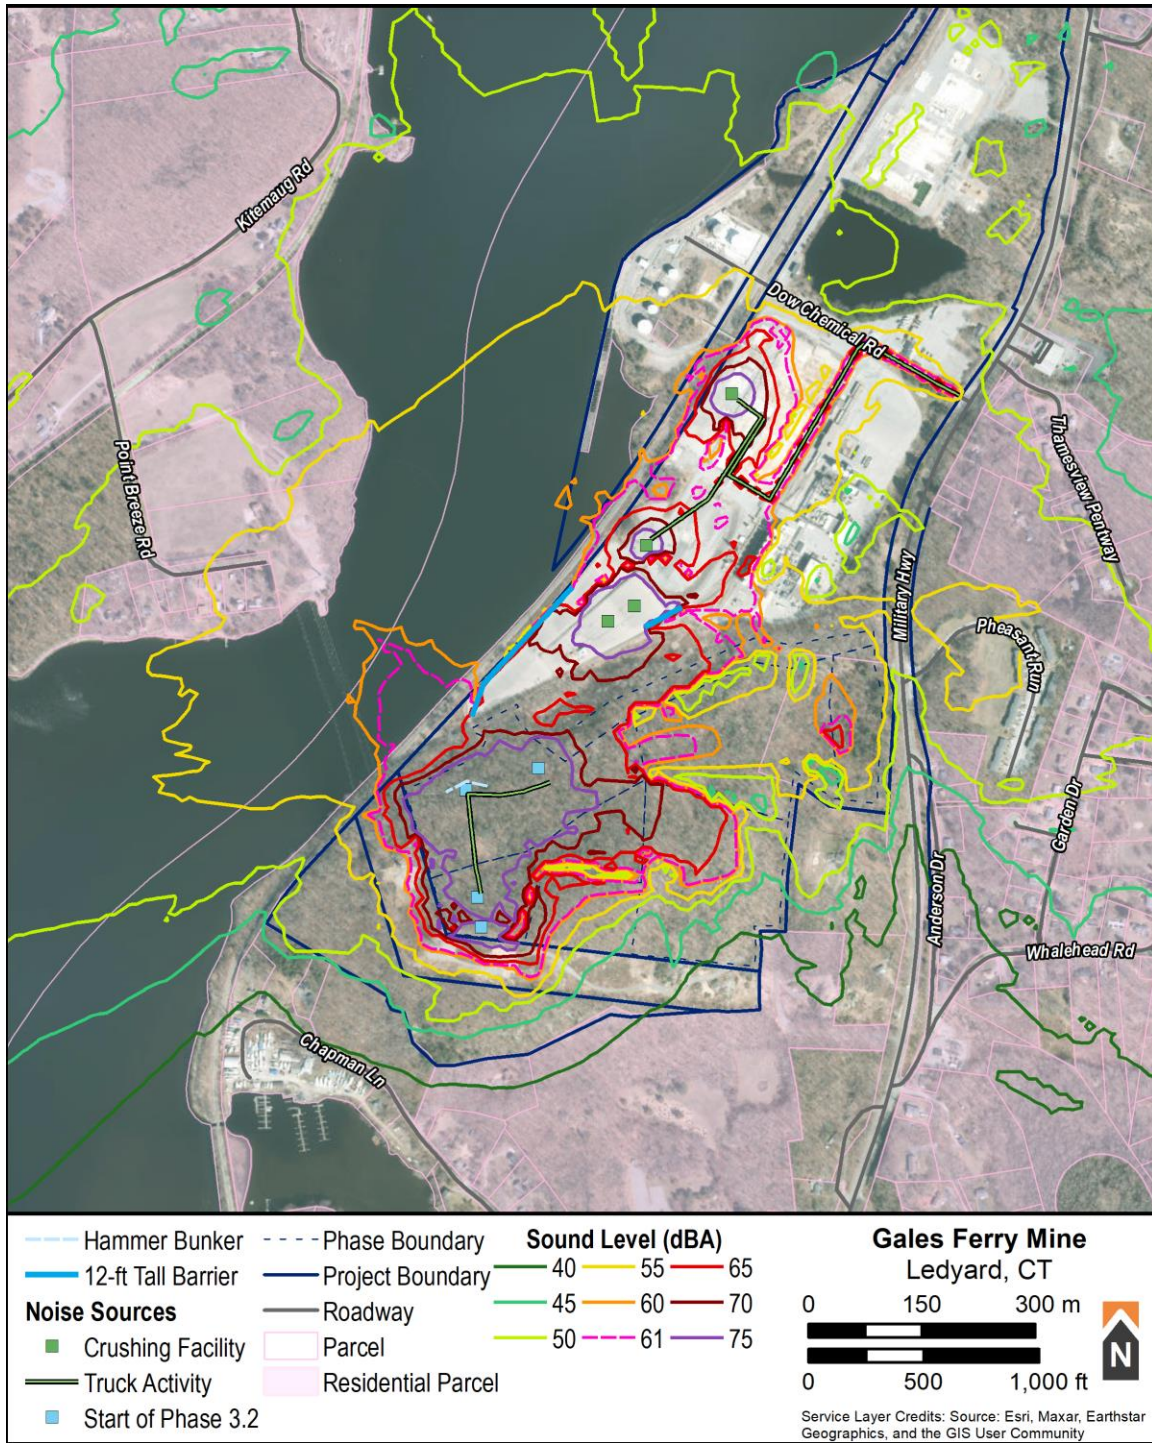 Kitemaug Rd
Dow Chemical Rd
Point Breeze Rd
Thamesview Pentway
Military Hwy
Pheasant Run
Garden Dr
Anderson Dr
Whalehead Rd
Chapman Ln
Hammer Bunker
12-ft Tall Barrier
Noise Sources
Crushing Facility
Truck Activity
Start of Phase 3.2
Phase Boundary
Project Boundary
Roadway
Parcel
Residential Parcel
Sound Level (dBA)
40 55 65
45 60 70
50 61 75
Gales Ferry Mine
Ledyard, CT
0 150 300 m
0 500 1,000 ft
N
Service Layer Credits: Source: Esri, Maxar, Earthstar
Geographics, and the GIS User Community